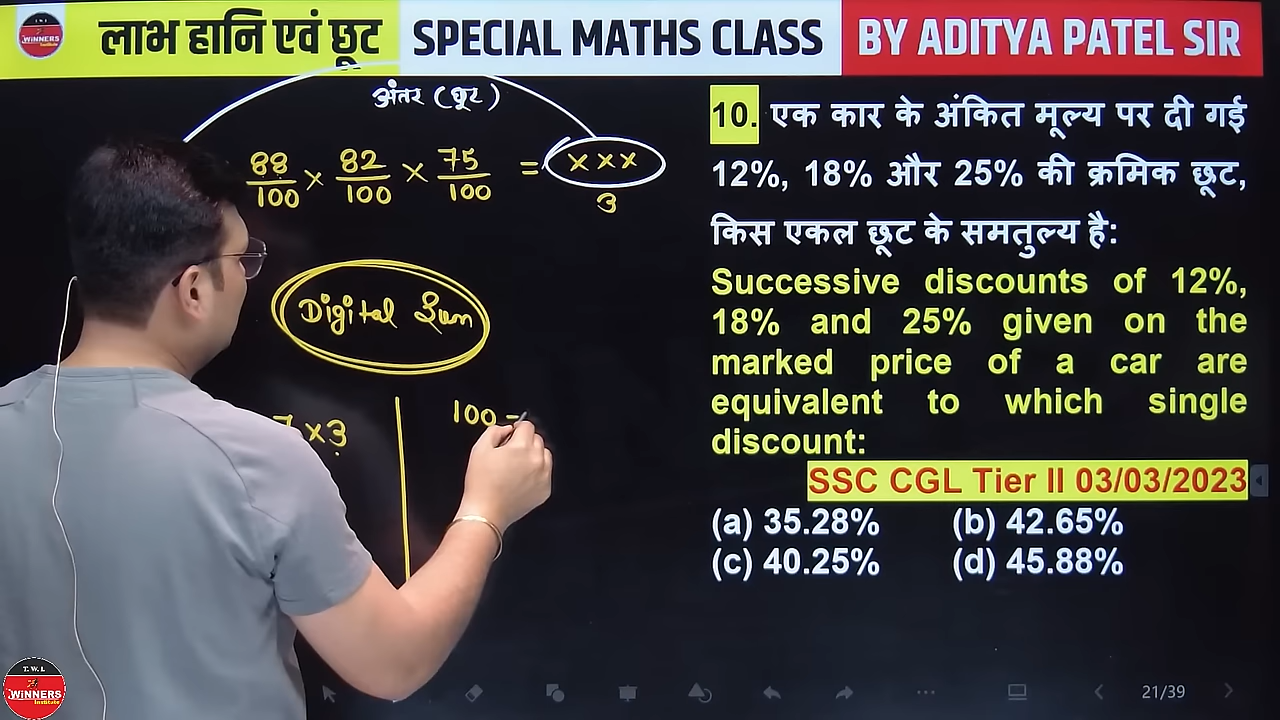 T.W.I.
WiNNERS
Institute
लाभ हानि एवं छूट
SPECIAL MATHS CLASS
BY ADITYA PATEL SIR
अंतर (छूट)
88/100 × 82/100 × 75/100 = ×××
3
Digital Sum
×3
100 =
10. एक कार के अंकित मूल्य पर दी गई
12%, 18% और 25% की क्रमिक छूट,
किस एकल छूट के समतुल्य है:
Successive discounts of 12%,
18% and 25% given on the
marked price of a car are
equivalent to which single
discount:
SSC CGL Tier II 03/03/2023
(a) 35.28% (b) 42.65%
(c) 40.25% (d) 45.88%
21/39
T.W.I.
WiNNERS
Institute